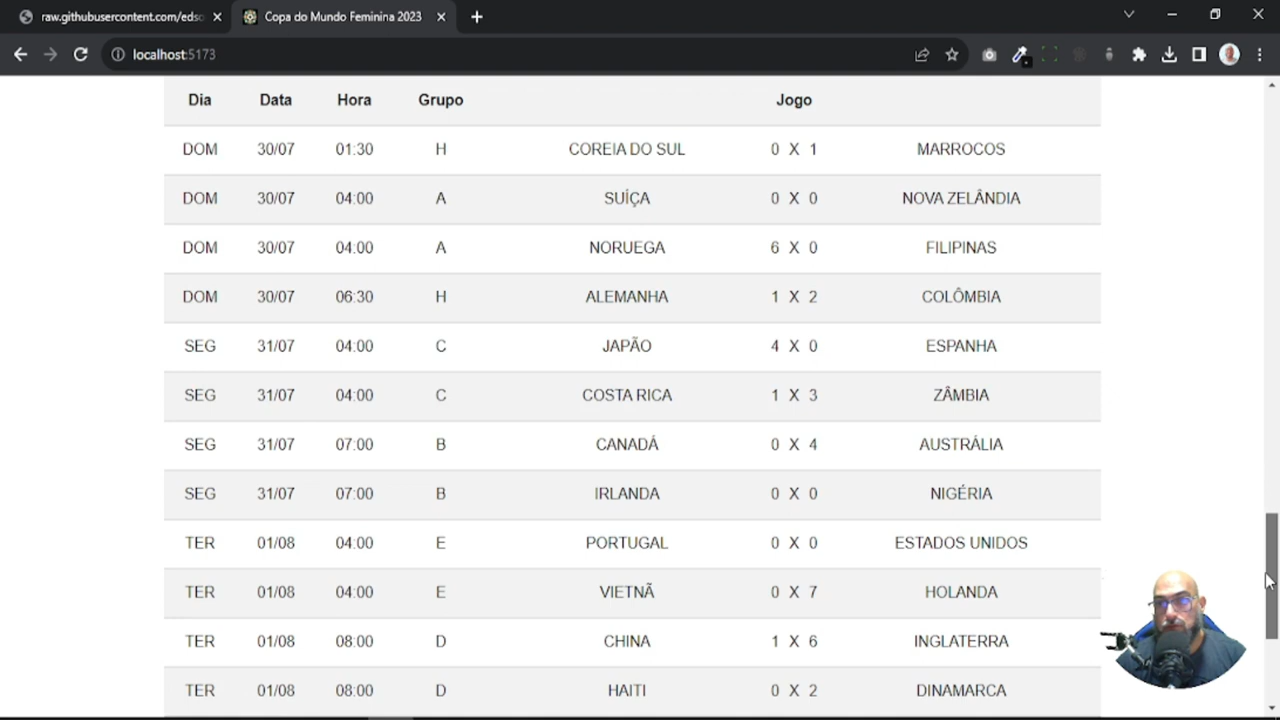 raw.githubusercontent.com/eds
Copa do Mundo Feminina 2023
localhost:5173
Dia Data Hora Grupo Jogo
DOM 30/07 01:30 H COREIA DO SUL 0 X 1 MARROCOS
DOM 30/07 04:00 A SUÍÇA 0 X 0 NOVA ZELÂNDIA
DOM 30/07 04:00 A NORUEGA 6 X 0 FILIPINAS
DOM 30/07 06:30 H ALEMANHA 1 X 2 COLÔMBIA
SEG 31/07 04:00 C JAPÃO 4 X 0 ESPANHA
SEG 31/07 04:00 C COSTA RICA 1 X 3 ZÂMBIA
SEG 31/07 07:00 B CANADÁ 0 X 4 AUSTRÁLIA
SEG 31/07 07:00 B IRLANDA 0 X 0 NIGÉRIA
TER 01/08 04:00 E PORTUGAL 0 X 0 ESTADOS UNIDOS
TER 01/08 04:00 E VIETNÃ 0 X 7 HOLANDA
TER 01/08 08:00 D CHINA 1 X 6 INGLATERRA
TER 01/08 08:00 D HAITI 0 X 2 DINAMARCA